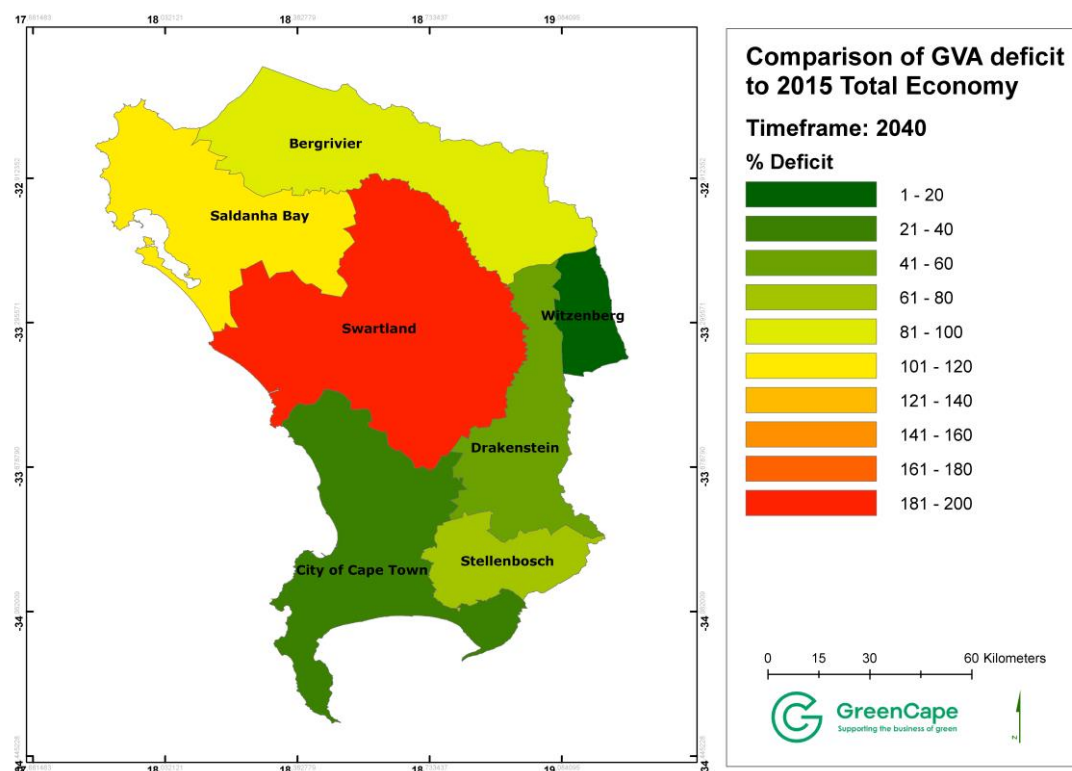 17 18 18 18 19
Comparison of GVA deficit
to 2015 Total Economy
Timeframe: 2040
% Deficit
1 - 20
21 - 40
41 - 60
61 - 80
81 - 100
101 - 120
121 - 140
141 - 160
161 - 180
181 - 200
Bergrivier
Saldanha Bay
Witzenberg
Swartland
Drakenstein
Stellenbosch
City of Cape Town
-32 -32
-33 -33
-33 -33
-34 -34
17 18 18 18 19
0 15 30 60 Kilometers
GreenCape
Supporting the business of green
N